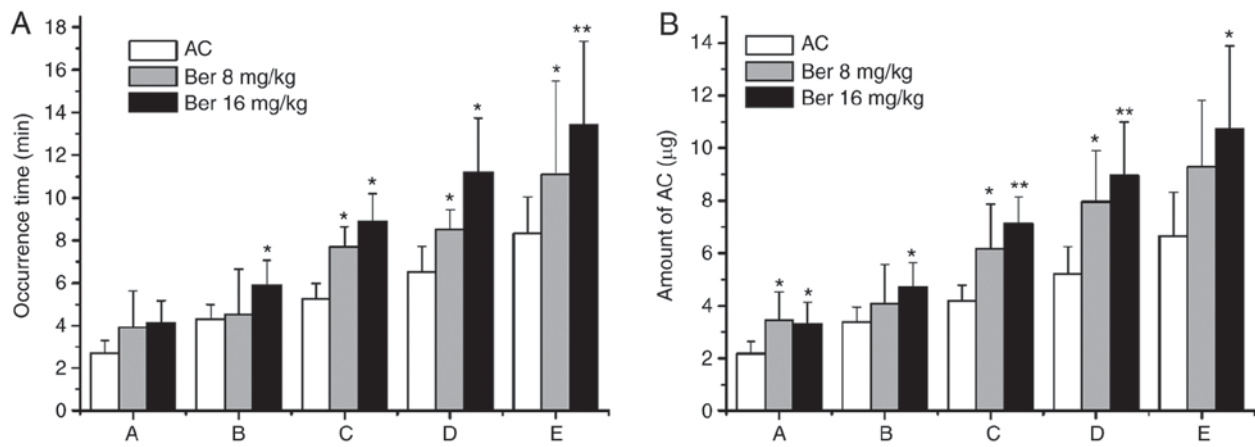 A
Occurrence time (min)
18
16
14
12
10
8
6
4
2
0
AC
Ber 8 mg/kg
Ber 16 mg/kg
*
*
*
*
*
*
**
A B C D E
B
Amount of AC (μg)
14
12
10
8
6
4
2
0
AC
Ber 8 mg/kg
Ber 16 mg/kg
*
*
*
*
**
*
**
*
A B C D E